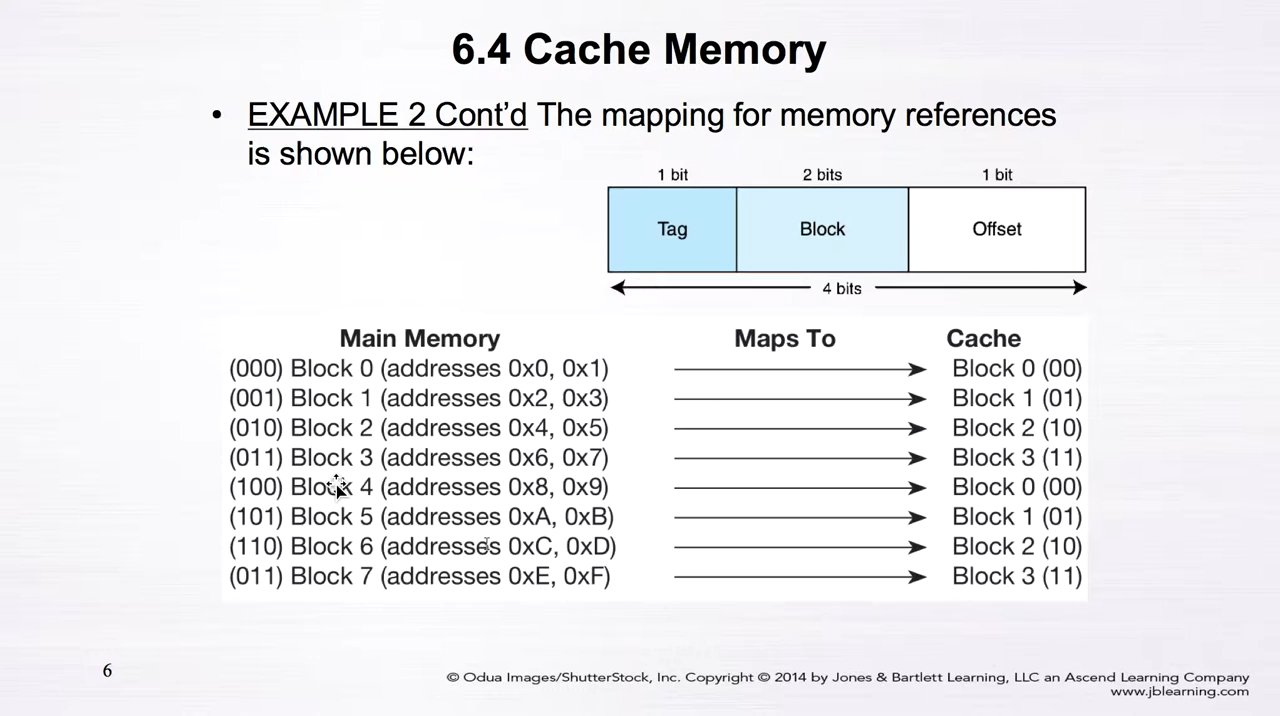 6.4 Cache Memory
• EXAMPLE 2 Cont’d The mapping for memory references
is shown below:
1 bit 2 bits 1 bit
Tag Block Offset
4 bits
Main Memory Maps To Cache
(000) Block 0 (addresses 0x0, 0x1) Block 0 (00)
(001) Block 1 (addresses 0x2, 0x3) Block 1 (01)
(010) Block 2 (addresses 0x4, 0x5) Block 2 (10)
(011) Block 3 (addresses 0x6, 0x7) Block 3 (11)
(100) Block 4 (addresses 0x8, 0x9) Block 0 (00)
(101) Block 5 (addresses 0xA, 0xB) Block 1 (01)
(110) Block 6 (addresses 0xC, 0xD) Block 2 (10)
(011) Block 7 (addresses 0xE, 0xF) Block 3 (11)
6
© Odua Images/ShutterStock, Inc. Copyright © 2014 by Jones & Bartlett Learning, LLC an Ascend Learning Company
www.jblearning.com